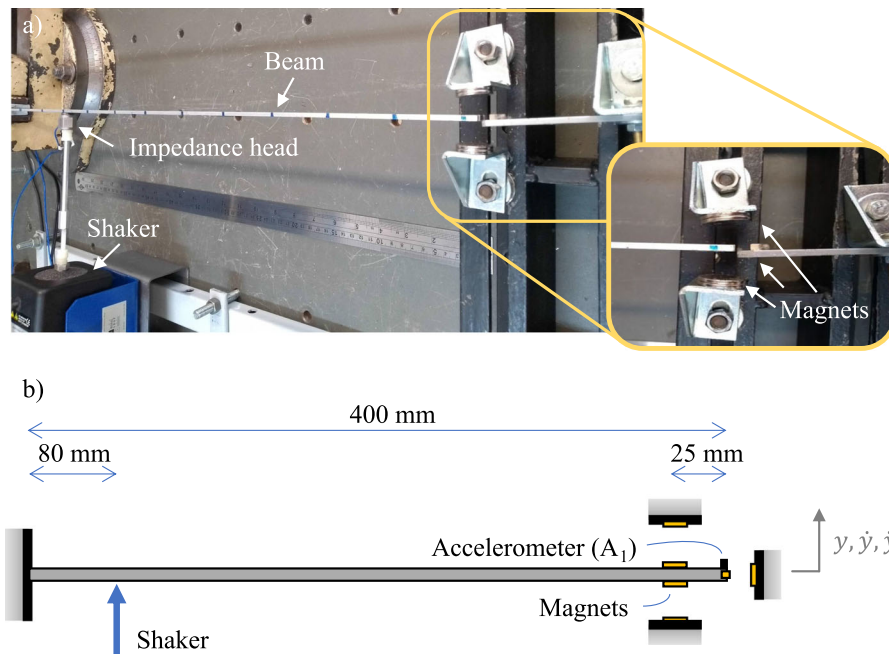 a)
Beam
Impedance head
Shaker
Magnets
b)
400 mm
80 mm
25 mm
Accelerometer (A₁)
y, ẏ,
Magnets
Shaker